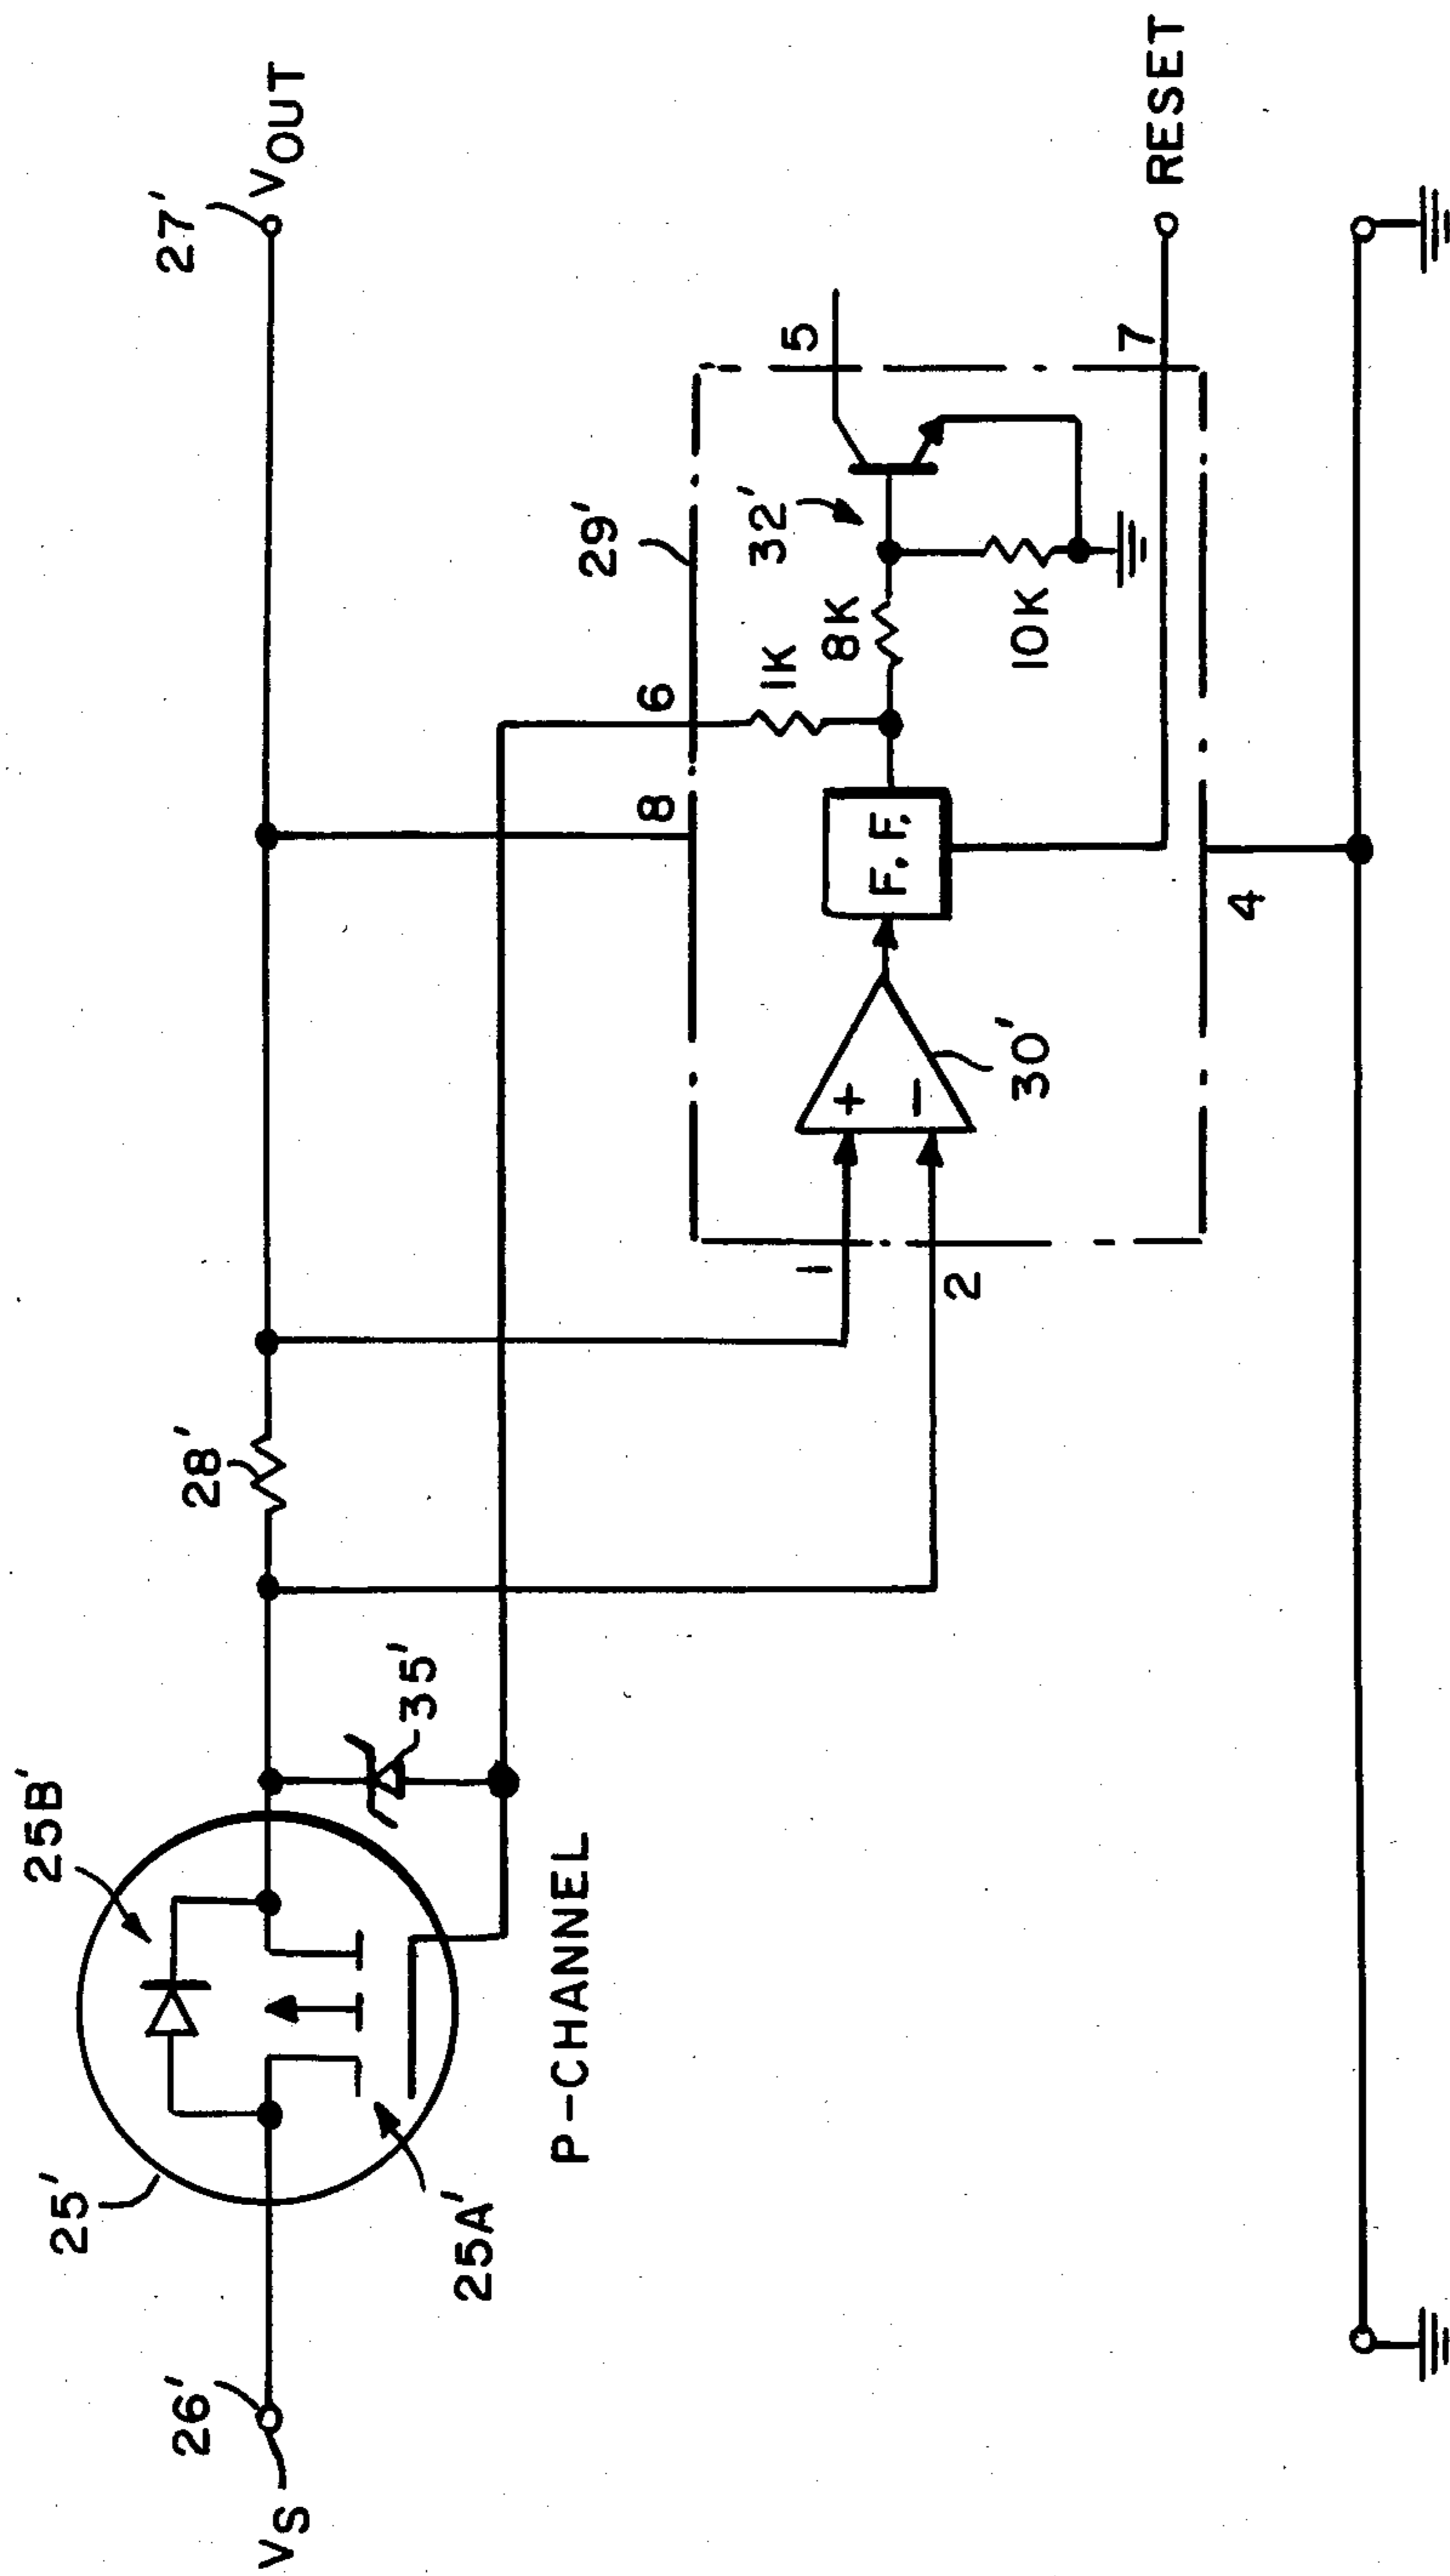 25B'
25'
35'
28'
27'
VOUT
26'
VS
25A'
P-CHANNEL
29'
8
6
1K
8K
32'
5
10K
1
2
+
−
30'
F.F.
7
RESET
4